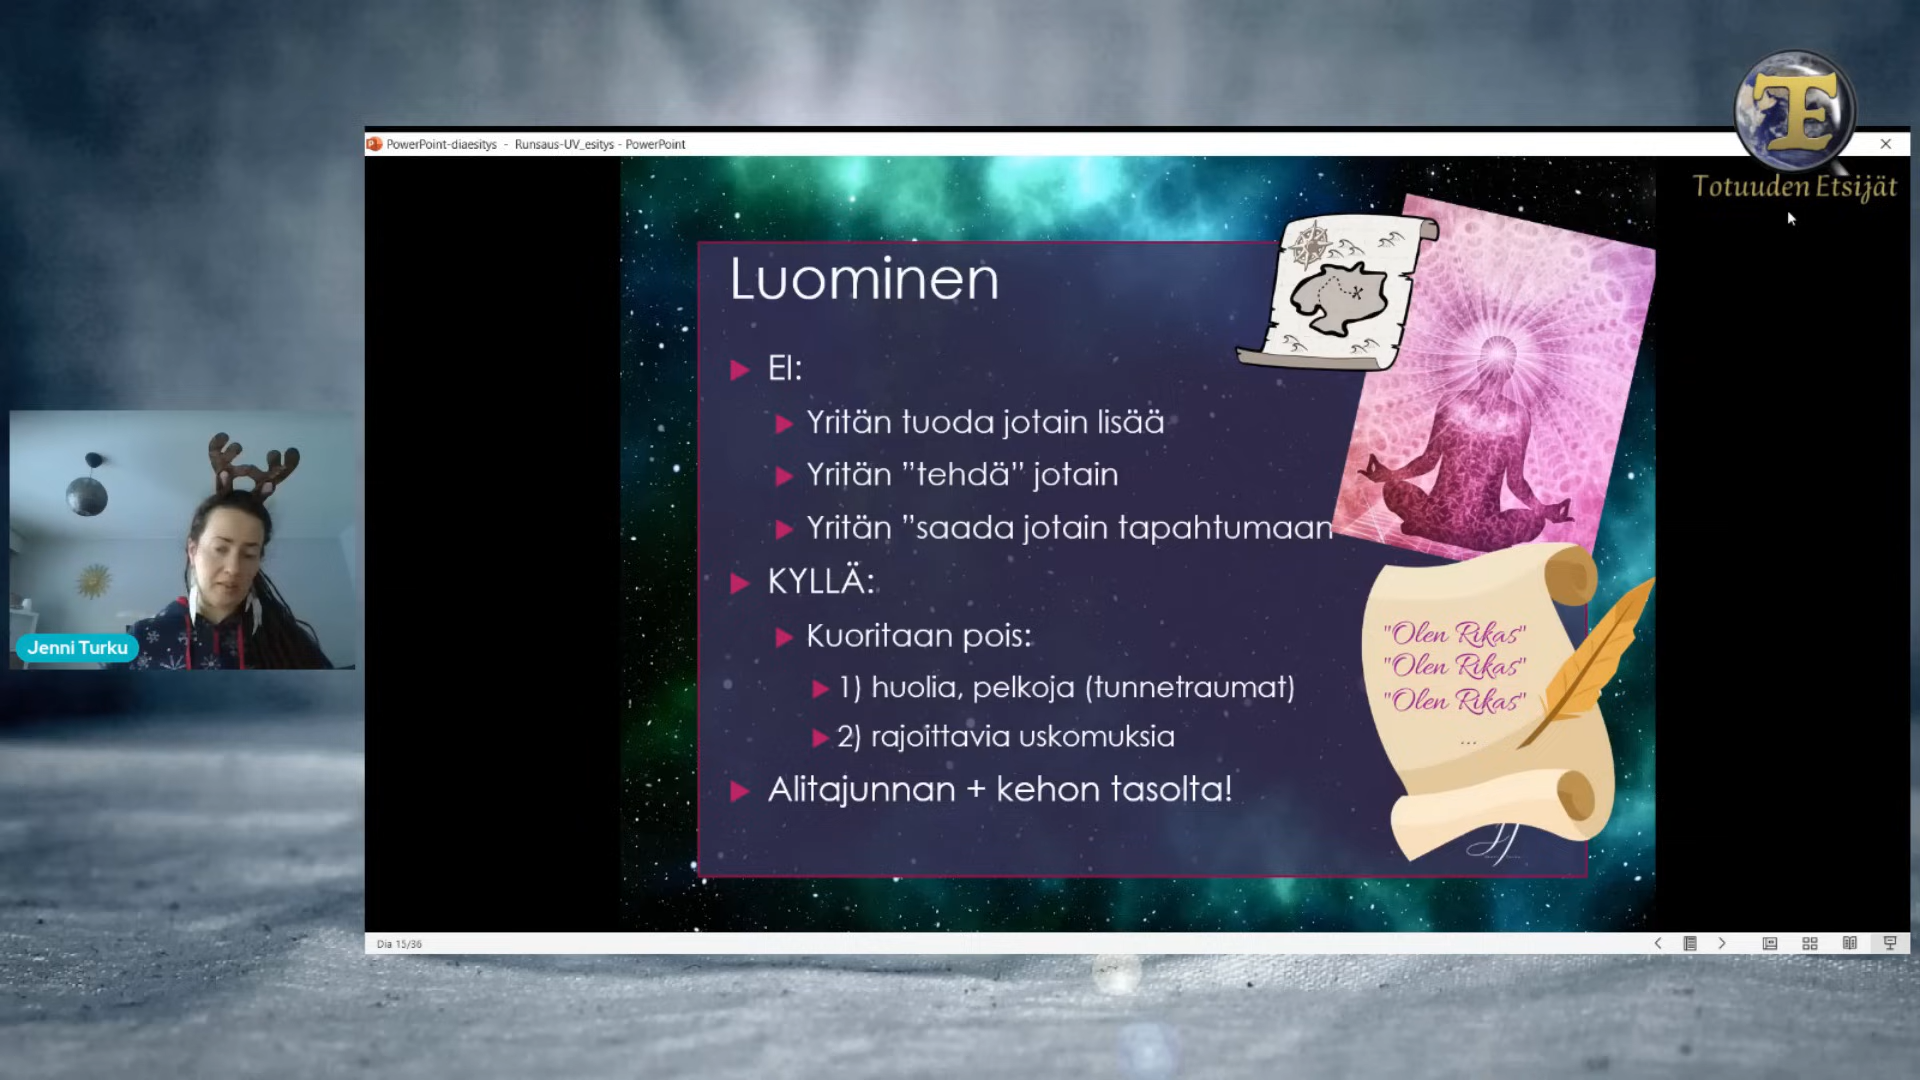 PowerPoint-diaesitys - Runsaus-UV_esitys - PowerPoint
TE
Totuuden Etsijät
Luominen
EI:
Yritän tuoda jotain lisää
Yritän ”tehdä” jotain
Yritän ”saada jotain tapahtumaan
KYLLÄ:
Kuoritaan pois:
1) huolia, pelkoja (tunnetraumat)
2) rajoittavia uskomuksia
Alitajunnan + kehon tasolta!
"Olen Rikas"
"Olen Rikas"
"Olen Rikas"
...
Jenni Turku
Dia 15/36